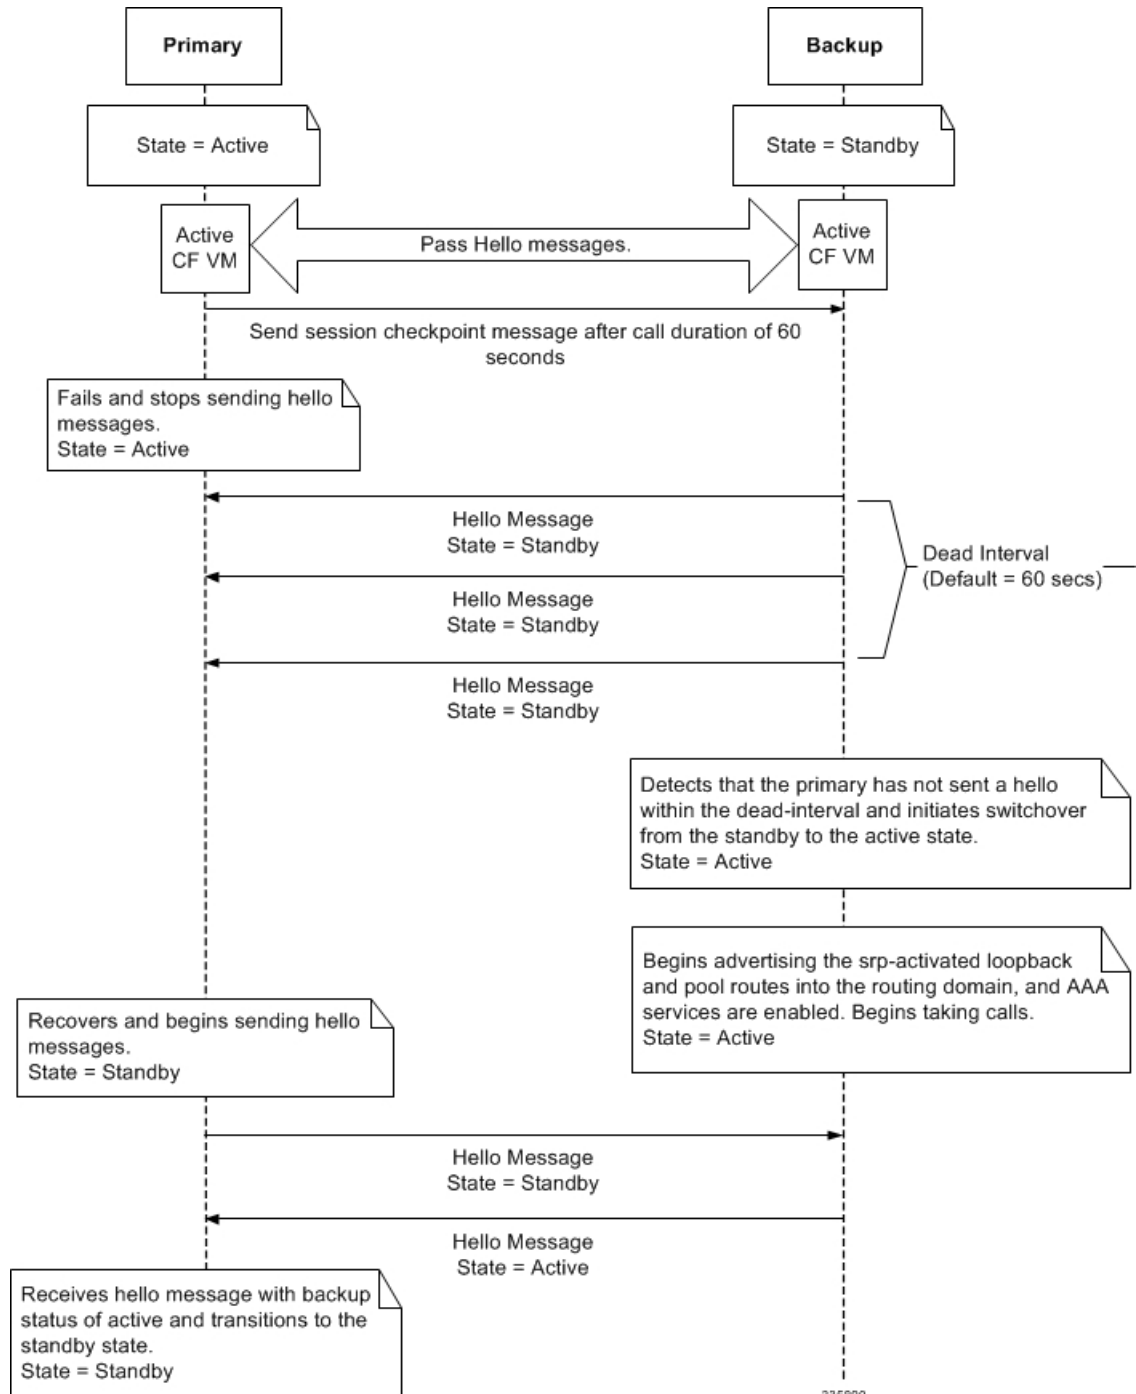 Primary
Backup
State = Active
State = Standby
Active
CF VM
Pass Hello messages.
Active
CF VM
Send session checkpoint message after call duration of 60
seconds
Fails and stops sending hello
messages.
State = Active
Hello Message
State = Standby
Dead Interval
(Default = 60 secs)
Hello Message
State = Standby
Hello Message
State = Standby
Detects that the primary has not sent a hello
within the dead-interval and initiates switchover
from the standby to the active state.
State = Active
Begins advertising the srp-activated loopback
and pool routes into the routing domain, and AAA
services are enabled. Begins taking calls.
State = Active
Recovers and begins sending hello
messages.
State = Standby
Hello Message
State = Standby
Hello Message
State = Active
Receives hello message with backup
status of active and transitions to the
standby state.
State = Standby